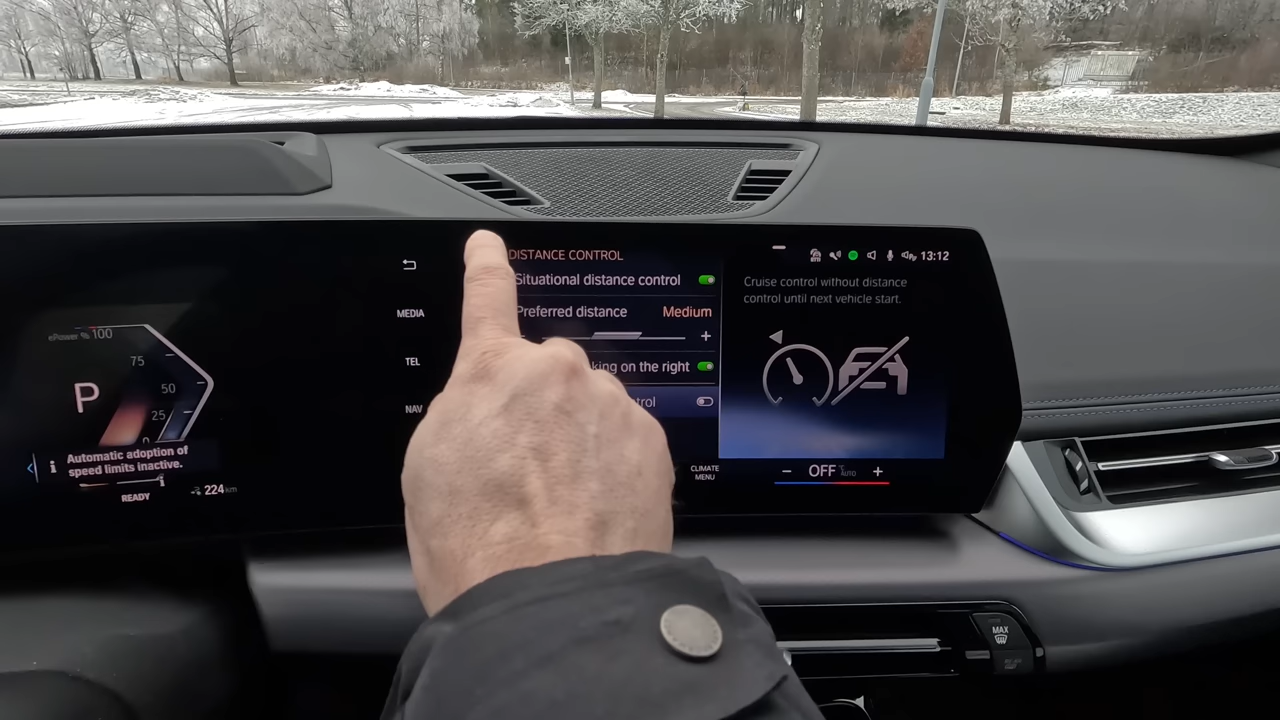 DISTANCE CONTROL
Situational distance control
Preferred distance Medium
+
king on the right
trol
13:12
Cruise control without distance
control until next vehicle start.
MEDIA
TEL
NAV
CLIMATE
MENU
- OFF AUTO +
ePower % 100
75
50
25
0
P
Automatic adoption of
speed limits inactive.
READY
224 km
MAX